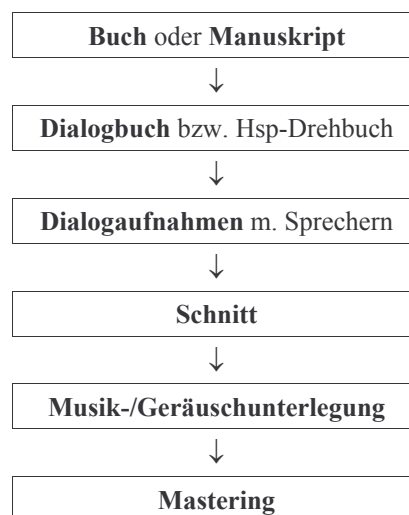 Buch oder Manuskript
↓
Dialogbuch bzw. Hsp-Drehbuch
↓
Dialogaufnahmen m. Sprechern
↓
Schnitt
↓
Musik-/Geräuschunterlegung
↓
Mastering